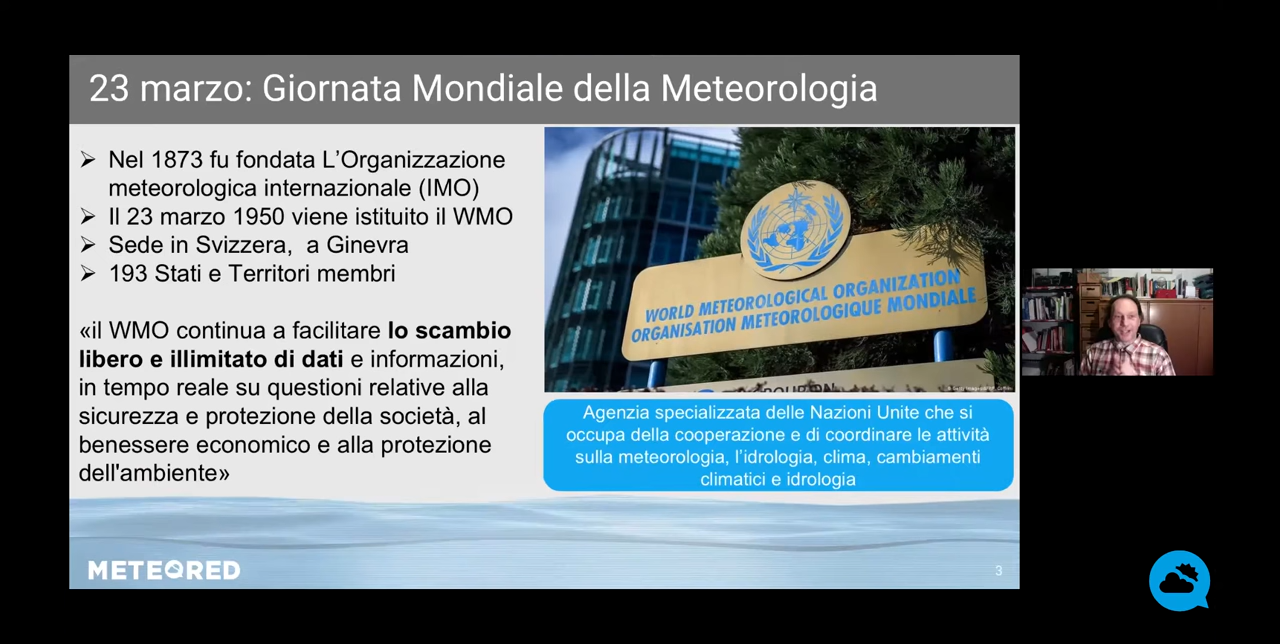 23 marzo: Giornata Mondiale della Meteorologia
Nel 1873 fu fondata L'Organizzazione
meteorologica internazionale (IMO)
Il 23 marzo 1950 viene istituito il WMO
Sede in Svizzera,  a Ginevra
193 Stati e Territori membri
«il WMO continua a facilitare lo scambio
libero e illimitato di dati e informazioni,
in tempo reale su questioni relative alla
sicurezza e protezione della società, al
benessere economico e alla protezione
dell'ambiente»
WORLD METEOROLOGICAL ORGANIZATION
ORGANISATION METEOROLOGIQUE MONDIALE
Agenzia specializzata delle Nazioni Unite che si
occupa della cooperazione e di coordinare le attività
sulla meteorologia, l'idrologia, clima, cambiamenti
climatici e idrologia
METEORED
3